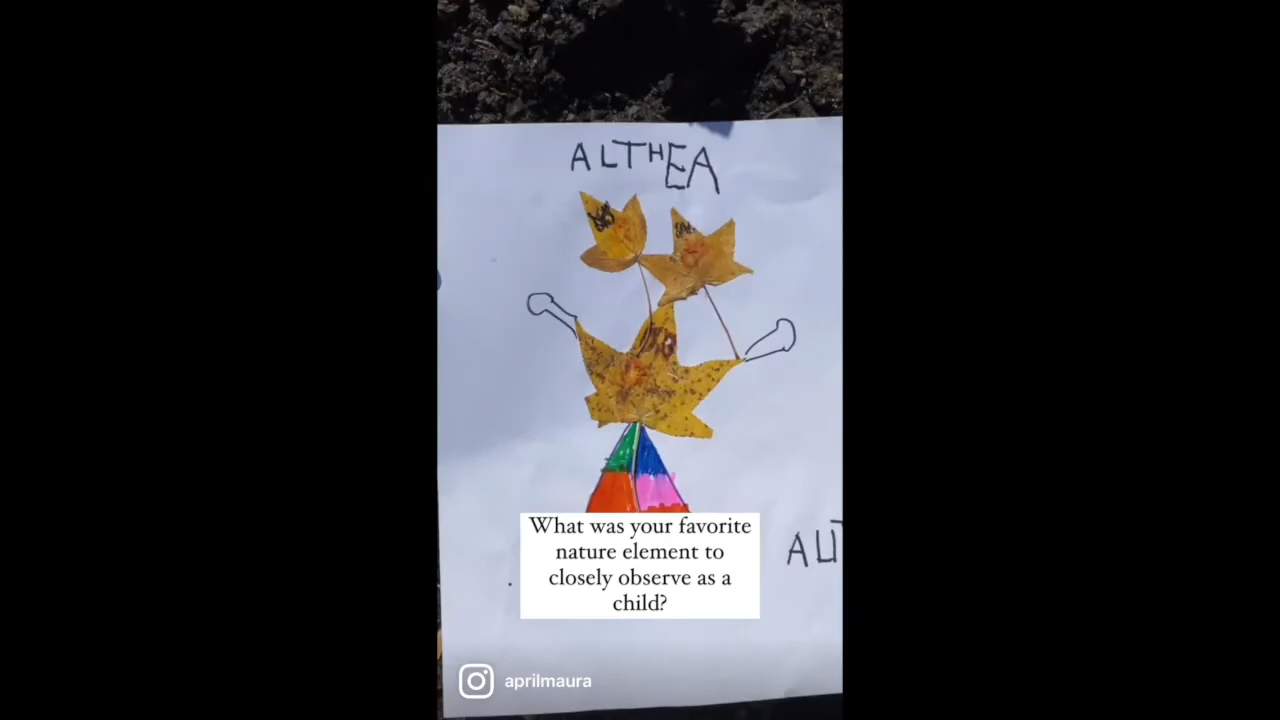 ALTHEA
What was your favorite
nature element to
closely observe as a
child?
aprilmaura